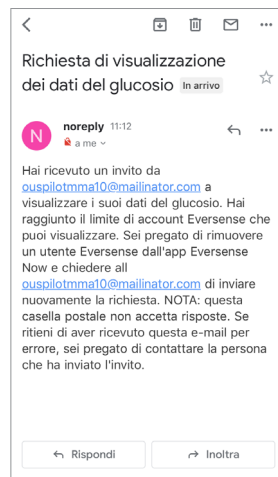 Richiesta di visualizzazione
dei dati del glucosio In arrivo
N
noreply 11:12
a me
Hai ricevuto un invito da
ouspilotmma10@mailinator.com a
visualizzare i suoi dati del glucosio. Hai
raggiunto il limite di account Eversense che
puoi visualizzare. Sei pregato di rimuovere
un utente Eversense dall'app Eversense
Now e chiedere all
ouspilotmma10@mailinator.com di inviare
nuovamente la richiesta. NOTA: questa
casella postale non accetta risposte. Se
ritieni di aver ricevuto questa e-mail per
errore, sei pregato di contattare la persona
che ha inviato l'invito.
Rispondi
Inoltra